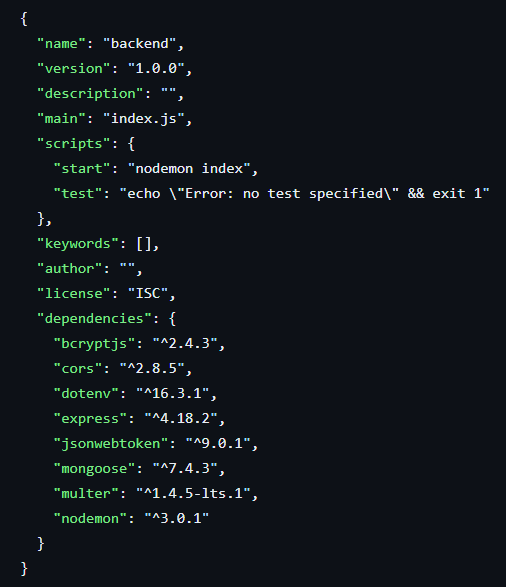 {
  "name": "backend",
  "version": "1.0.0",
  "description": "",
  "main": "index.js",
  "scripts": {
    "start": "nodemon index",
    "test": "echo \"Error: no test specified\" && exit 1"
  },
  "keywords": [],
  "author": "",
  "license": "ISC",
  "dependencies": {
    "bcryptjs": "^2.4.3",
    "cors": "^2.8.5",
    "dotenv": "^16.3.1",
    "express": "^4.18.2",
    "jsonwebtoken": "^9.0.1",
    "mongoose": "^7.4.3",
    "multer": "^1.4.5-lts.1",
    "nodemon": "^3.0.1"
  }
}